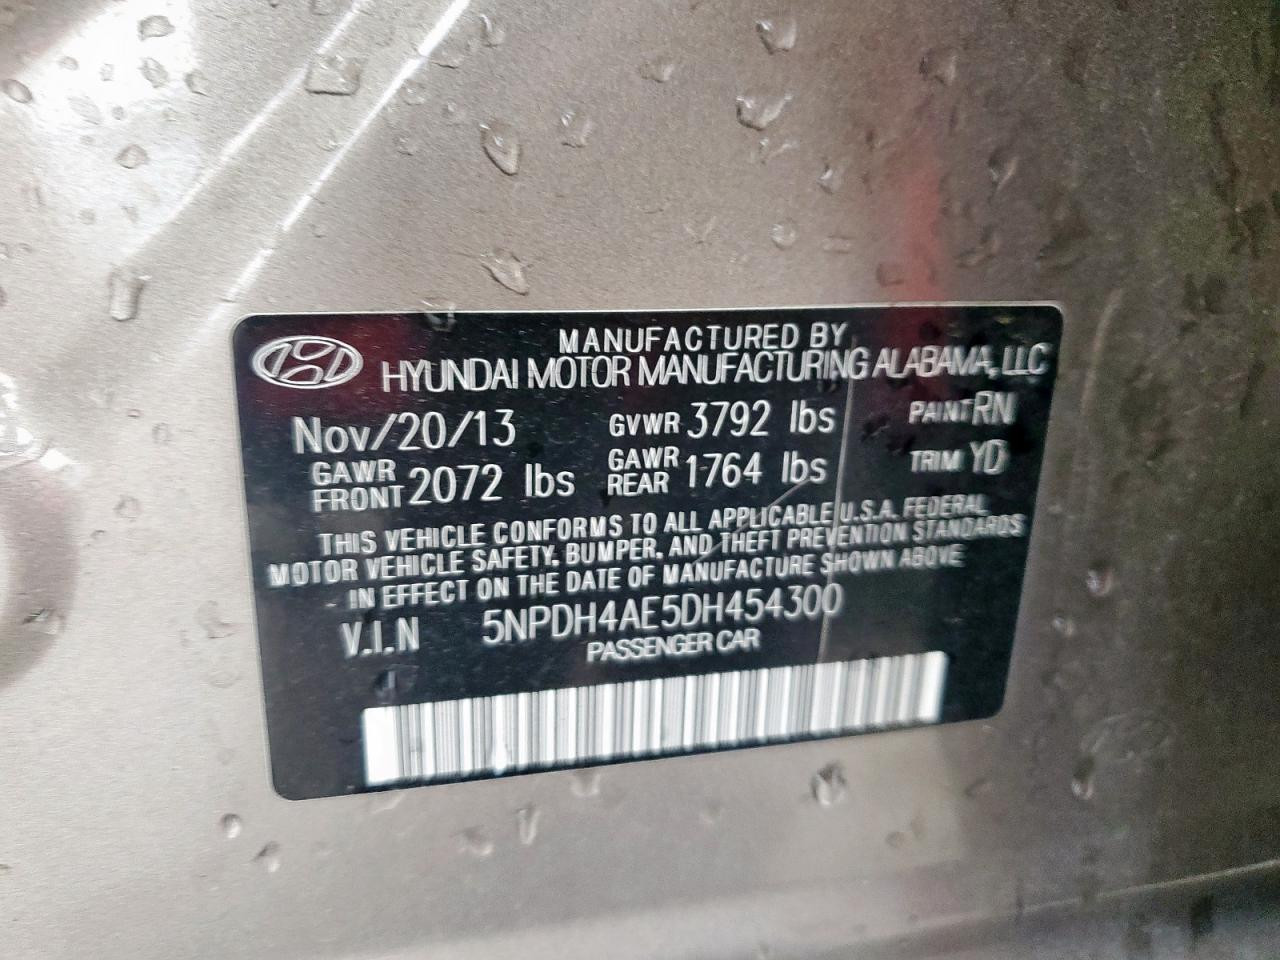 MANUFACTURED BY
HYUNDAI MOTOR MANUFACTURING ALABAMA, LLC
Nov/20/13 GVWR 3792 lbs PAINT RN
GAWR FRONT 2072 lbs GAWR REAR 1764 lbs TRIM YD
THIS VEHICLE CONFORMS TO ALL APPLICABLE U.S.A. FEDERAL
MOTOR VEHICLE SAFETY, BUMPER, AND THEFT PREVENTION STANDARDS
IN EFFECT ON THE DATE OF MANUFACTURE SHOWN ABOVE
V.I.N 5NPDH4AE5DH454300
PASSENGER CAR